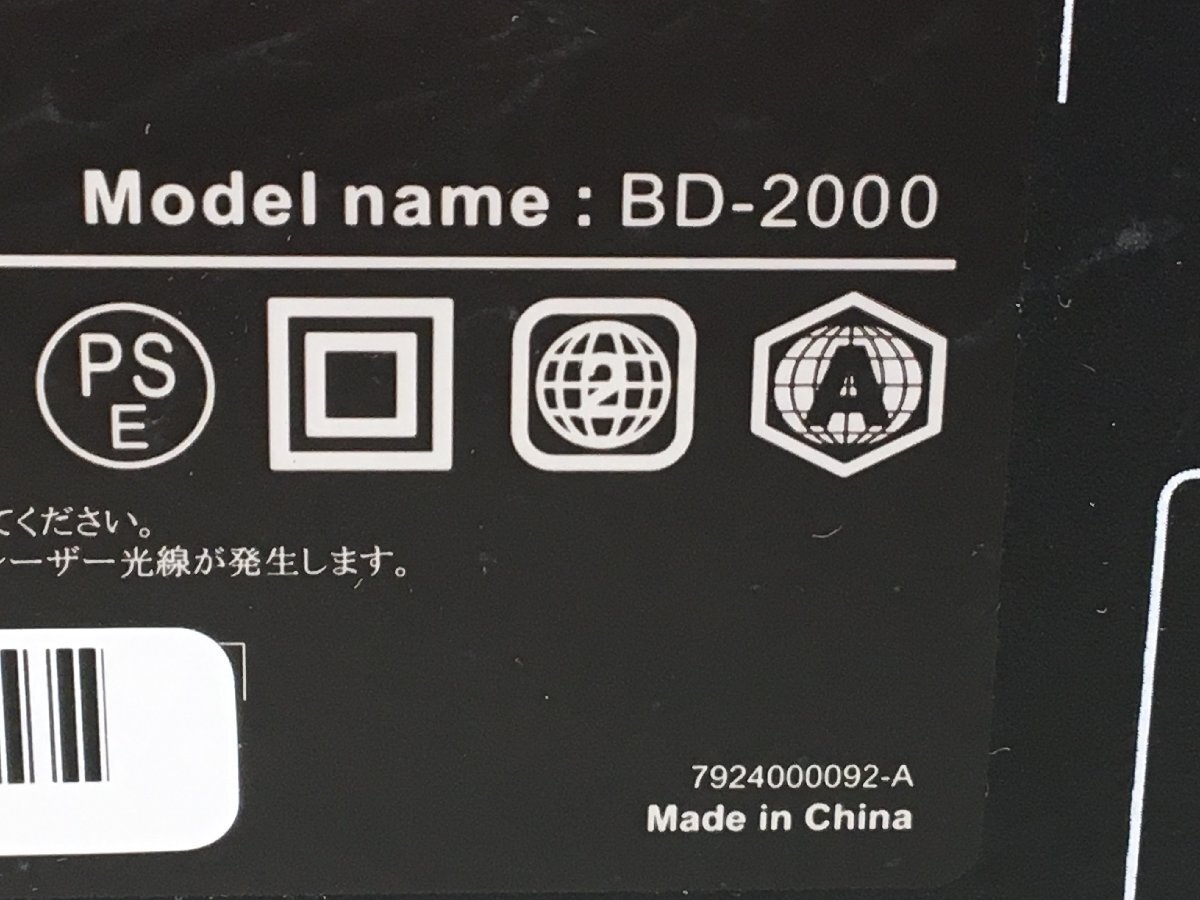 Model name : BD-2000
PS
E
2
A
てください。
レーザー光線が発生します。
7924000092-A
Made in China